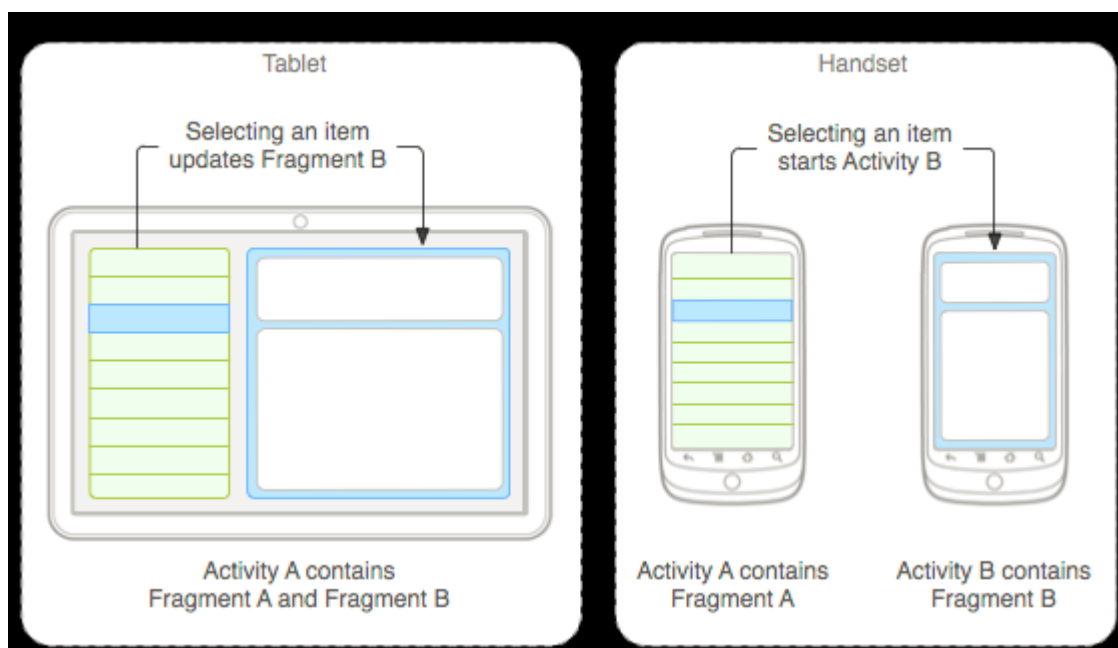 Tablet
Selecting an item
updates Fragment B
Activity A contains
Fragment A and Fragment B
Handset
Selecting an item
starts Activity B
Activity A contains
Fragment A
Activity B contains
Fragment B